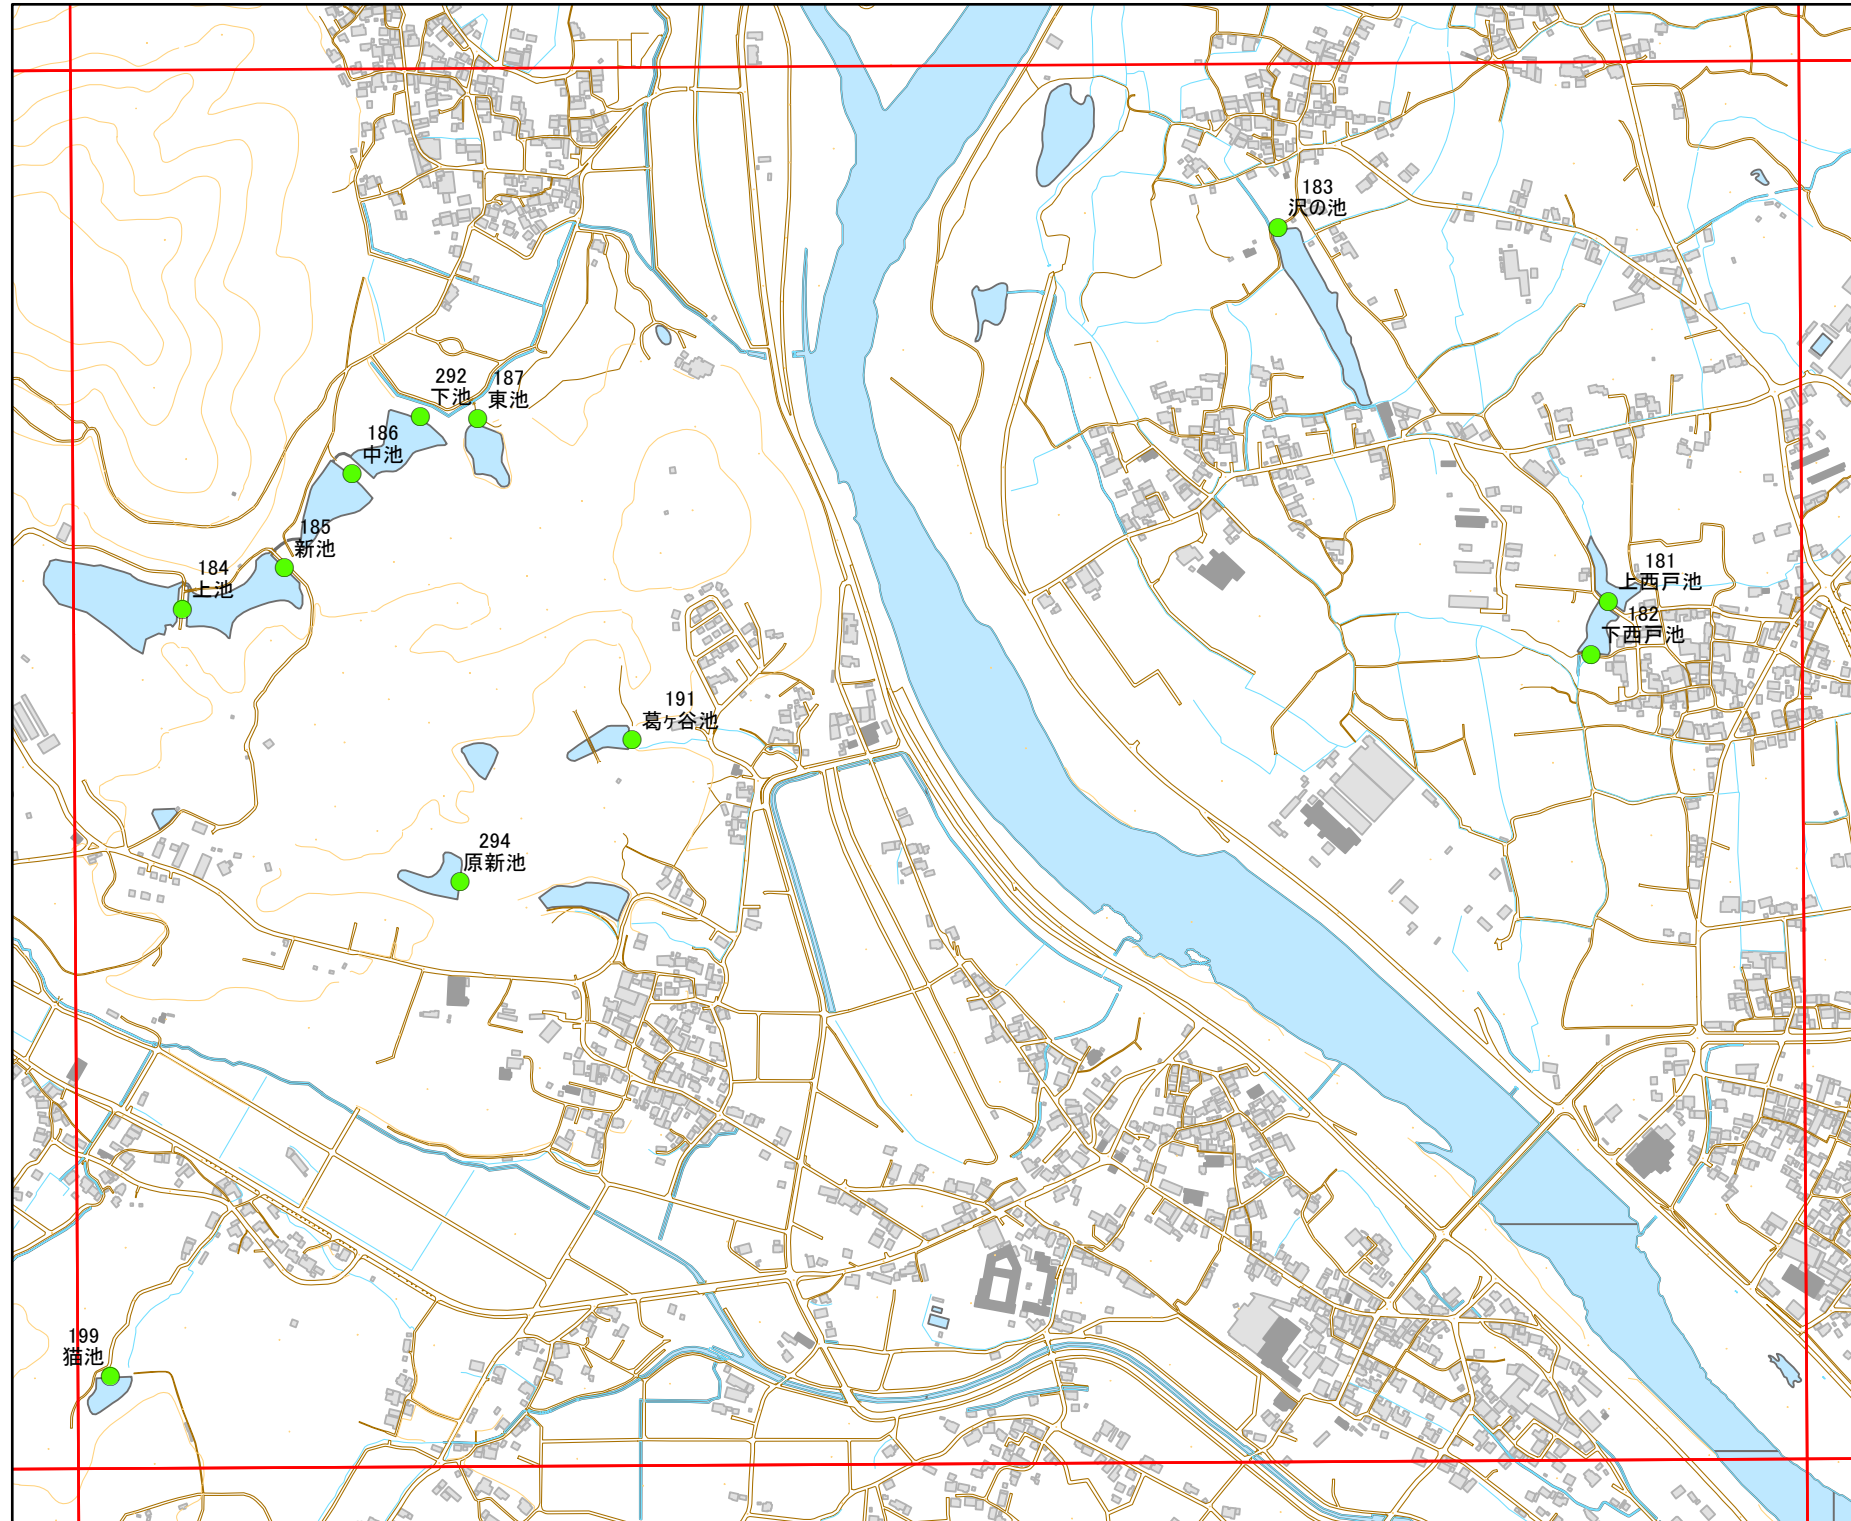 183
沢の池
292
下池
187
東池
186
中池
185
新池
184
上池
181
上西戸池
182
下西戸池
191
葛ヶ谷池
294
原新池
199
猫池